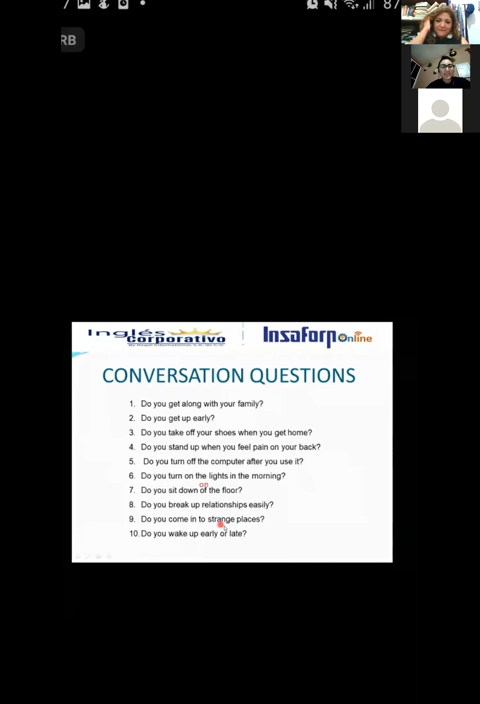 7
87
RB
Inglés
Corporativo
Insaforp Online
CONVERSATION QUESTIONS
1. Do you get along with your family?
2. Do you get up early?
3. Do you take off your shoes when you get home?
4. Do you stand up when you feel pain on your back?
5. Do you turn off the computer after you use it?
6. Do you turn on the lights in the morning?
on
7. Do you sit down of the floor?
8. Do you break up relationships easily?
9. Do you come in to strange places?
10. Do you wake up early or late?